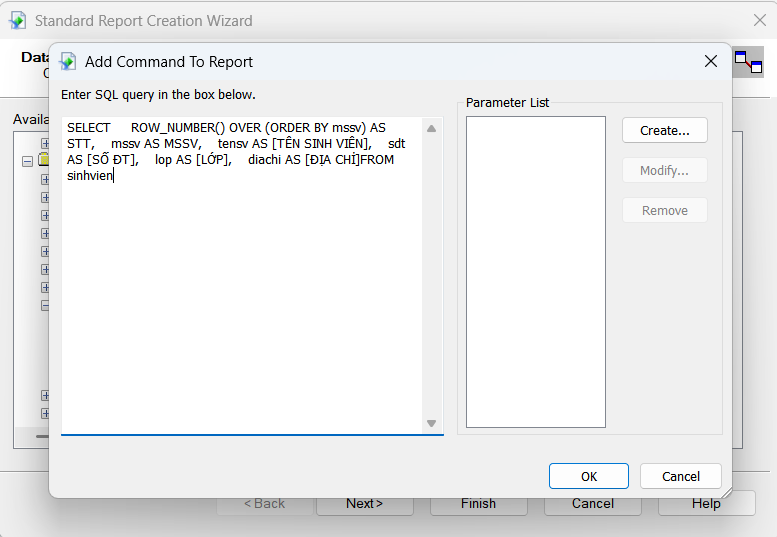 Standard Report Creation Wizard
Add Command To Report
Enter SQL query in the box below.
SELECT ROW_NUMBER() OVER (ORDER BY mssv) AS
STT, mssv AS MSSV, tensv AS [TÊN SINH VIÊN], sdt
AS [SỐ ĐT], lop AS [LỚP], diachi AS [ĐỊA CHỈ]FROM
sinhvien
Parameter List
Create...
Modify...
Remove
OK
Cancel
< Back
Next >
Finish
Cancel
Help